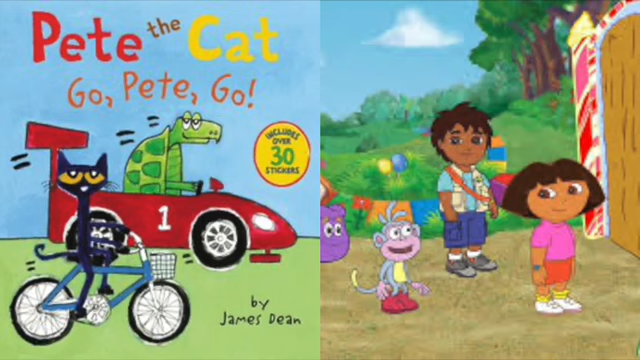 Pete the Cat
Go, Pete, Go!
INCLUDES
OVER
30
STICKERS
1
by
James Dean